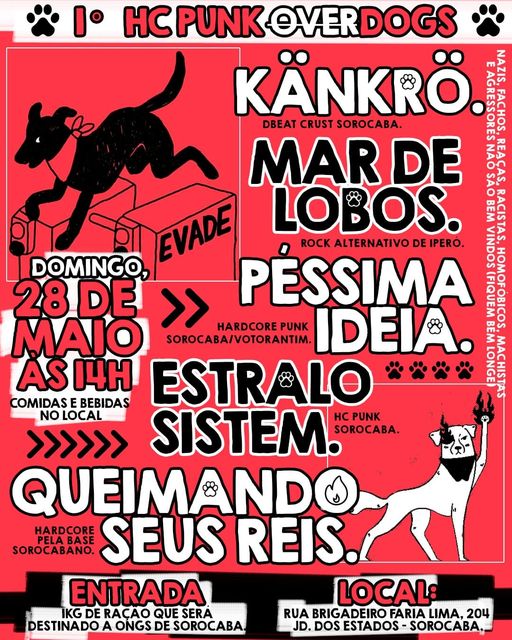 1º HC PUNK OVERDOGS
KÄNKRÖ.
DBEAT CRUST SOROCABA.
MAR DE
LOBOS.
ROCK ALTERNATIVO DE IPERÓ.
NAZIS, FACHOS, REAÇAS, RACISTAS, HOMOFÓBICOS, MACHISTAS
E AGRESSORES NÃO SÃO BEM VINDOS (FIQUEM BEM LONGE)
EVADE
DOMINGO,
28 DE
MAIO
ÀS 14H
COMIDAS E BEBIDAS
NO LOCAL
PÉSSIMA
IDEIA.
HARDCORE PUNK
SOROCABA/VOTORANTIM.
ESTRALO
SISTEM.
HC PUNK
SOROCABA.
QUEIMANDO
SEUS REIS.
HARDCORE
PELA BASE
SOROCABANO.
ENTRADA
1KG DE RAÇÃO QUE SERÁ
DESTINADO A ONGS DE SOROCABA.
LOCAL:
RUA BRIGADEIRO FARIA LIMA, 204
JD. DOS ESTADOS - SOROCABA.